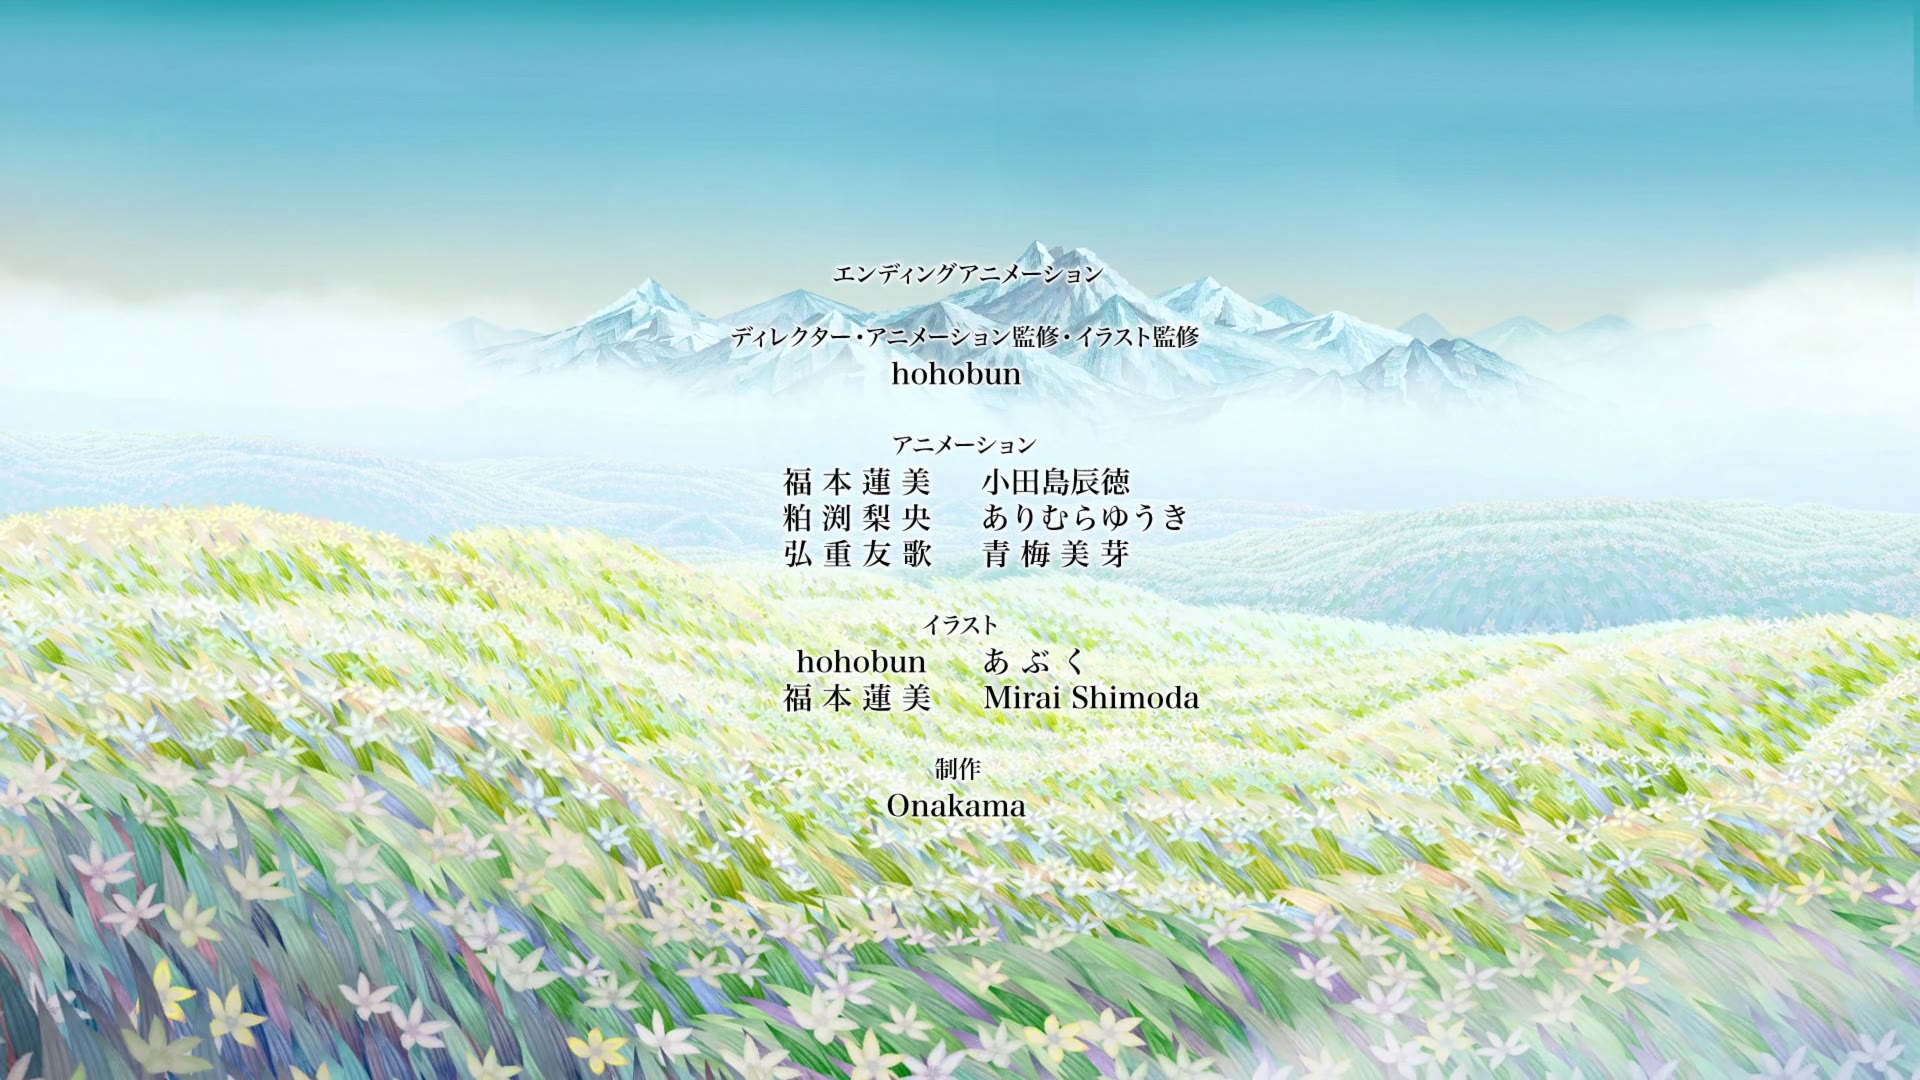 エンディングアニメーション
ディレクター・アニメーション監修・イラスト監修
hohobun
アニメーション
福本蓮美 小田島辰徳
粕渕梨央 ありむらゆうき
弘重友歌 青梅美芽
イラスト
hohobun あぶく
福本蓮美 Mirai Shimoda
制作
Onakama